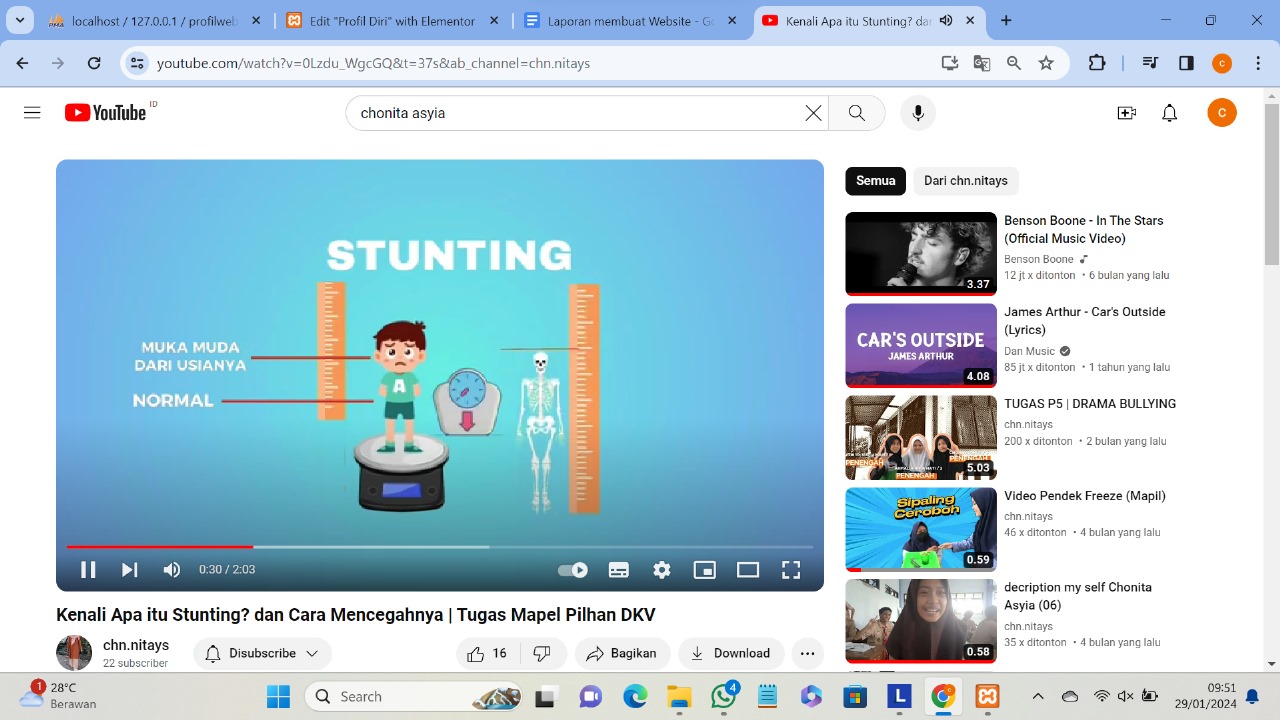 localhost / 127.0.0.1 / profilweb
Edit "Profil Diri" with Elementor
Laporan membuat Website - Go
Kenali Apa itu Stunting? dan
youtube.com/watch?v=0Lzdu_WgcGQ&t=37s&ab_channel=chn.nitays
C
YouTube ID
chonita asyia
C
STUNTING
MUKA MUDA
DARI USIANYA
NORMAL
0:30 / 2:03
Kenali Apa itu Stunting? dan Cara Mencegahnya | Tugas Mapel Pilhan DKV
chn.nitays
22 subscriber
Disubscribe
16
Bagikan
Download
Semua
Dari chn.nitays
Benson Boone - In The Stars
(Official Music Video)
Benson Boone
12 jt x ditonton • 6 bulan yang lalu
3.37
CAR'S OUTSIDE
JAMES ARTHUR
4.08
James Arthur - Car's Outside
(Lyrics)
Dan Music
85 jt x ditonton • 1 tahun yang lalu
TUGAS P5 | DRAMA BULLYING
chn.nitays
200 x ditonton • 2 bulan yang lalu
PENENGAH
PENENGAH
PENENGAH
5.03
Sipaling
Ceroboh
0.59
Video Pendek Freeze (Mapil)
chn.nitays
46 x ditonton • 4 bulan yang lalu
decription my self Chonita
Asyia (06)
chn.nitays
35 x ditonton • 4 bulan yang lalu
0.58
1
28°C
Berawan
Search
4
L
09:51
29/01/2024